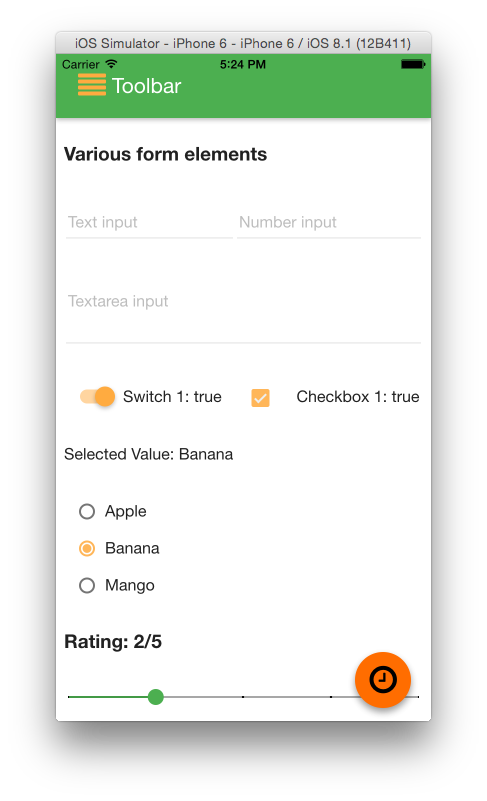 iOS Simulator - iPhone 6 - iPhone 6 / iOS 8.1 (12B411)
Carrier 5:24 PM
Toolbar
Various form elements
Text input Number input
Textarea input
Switch 1: true Checkbox 1: true
Selected Value: Banana
Apple
Banana
Mango
Rating: 2/5